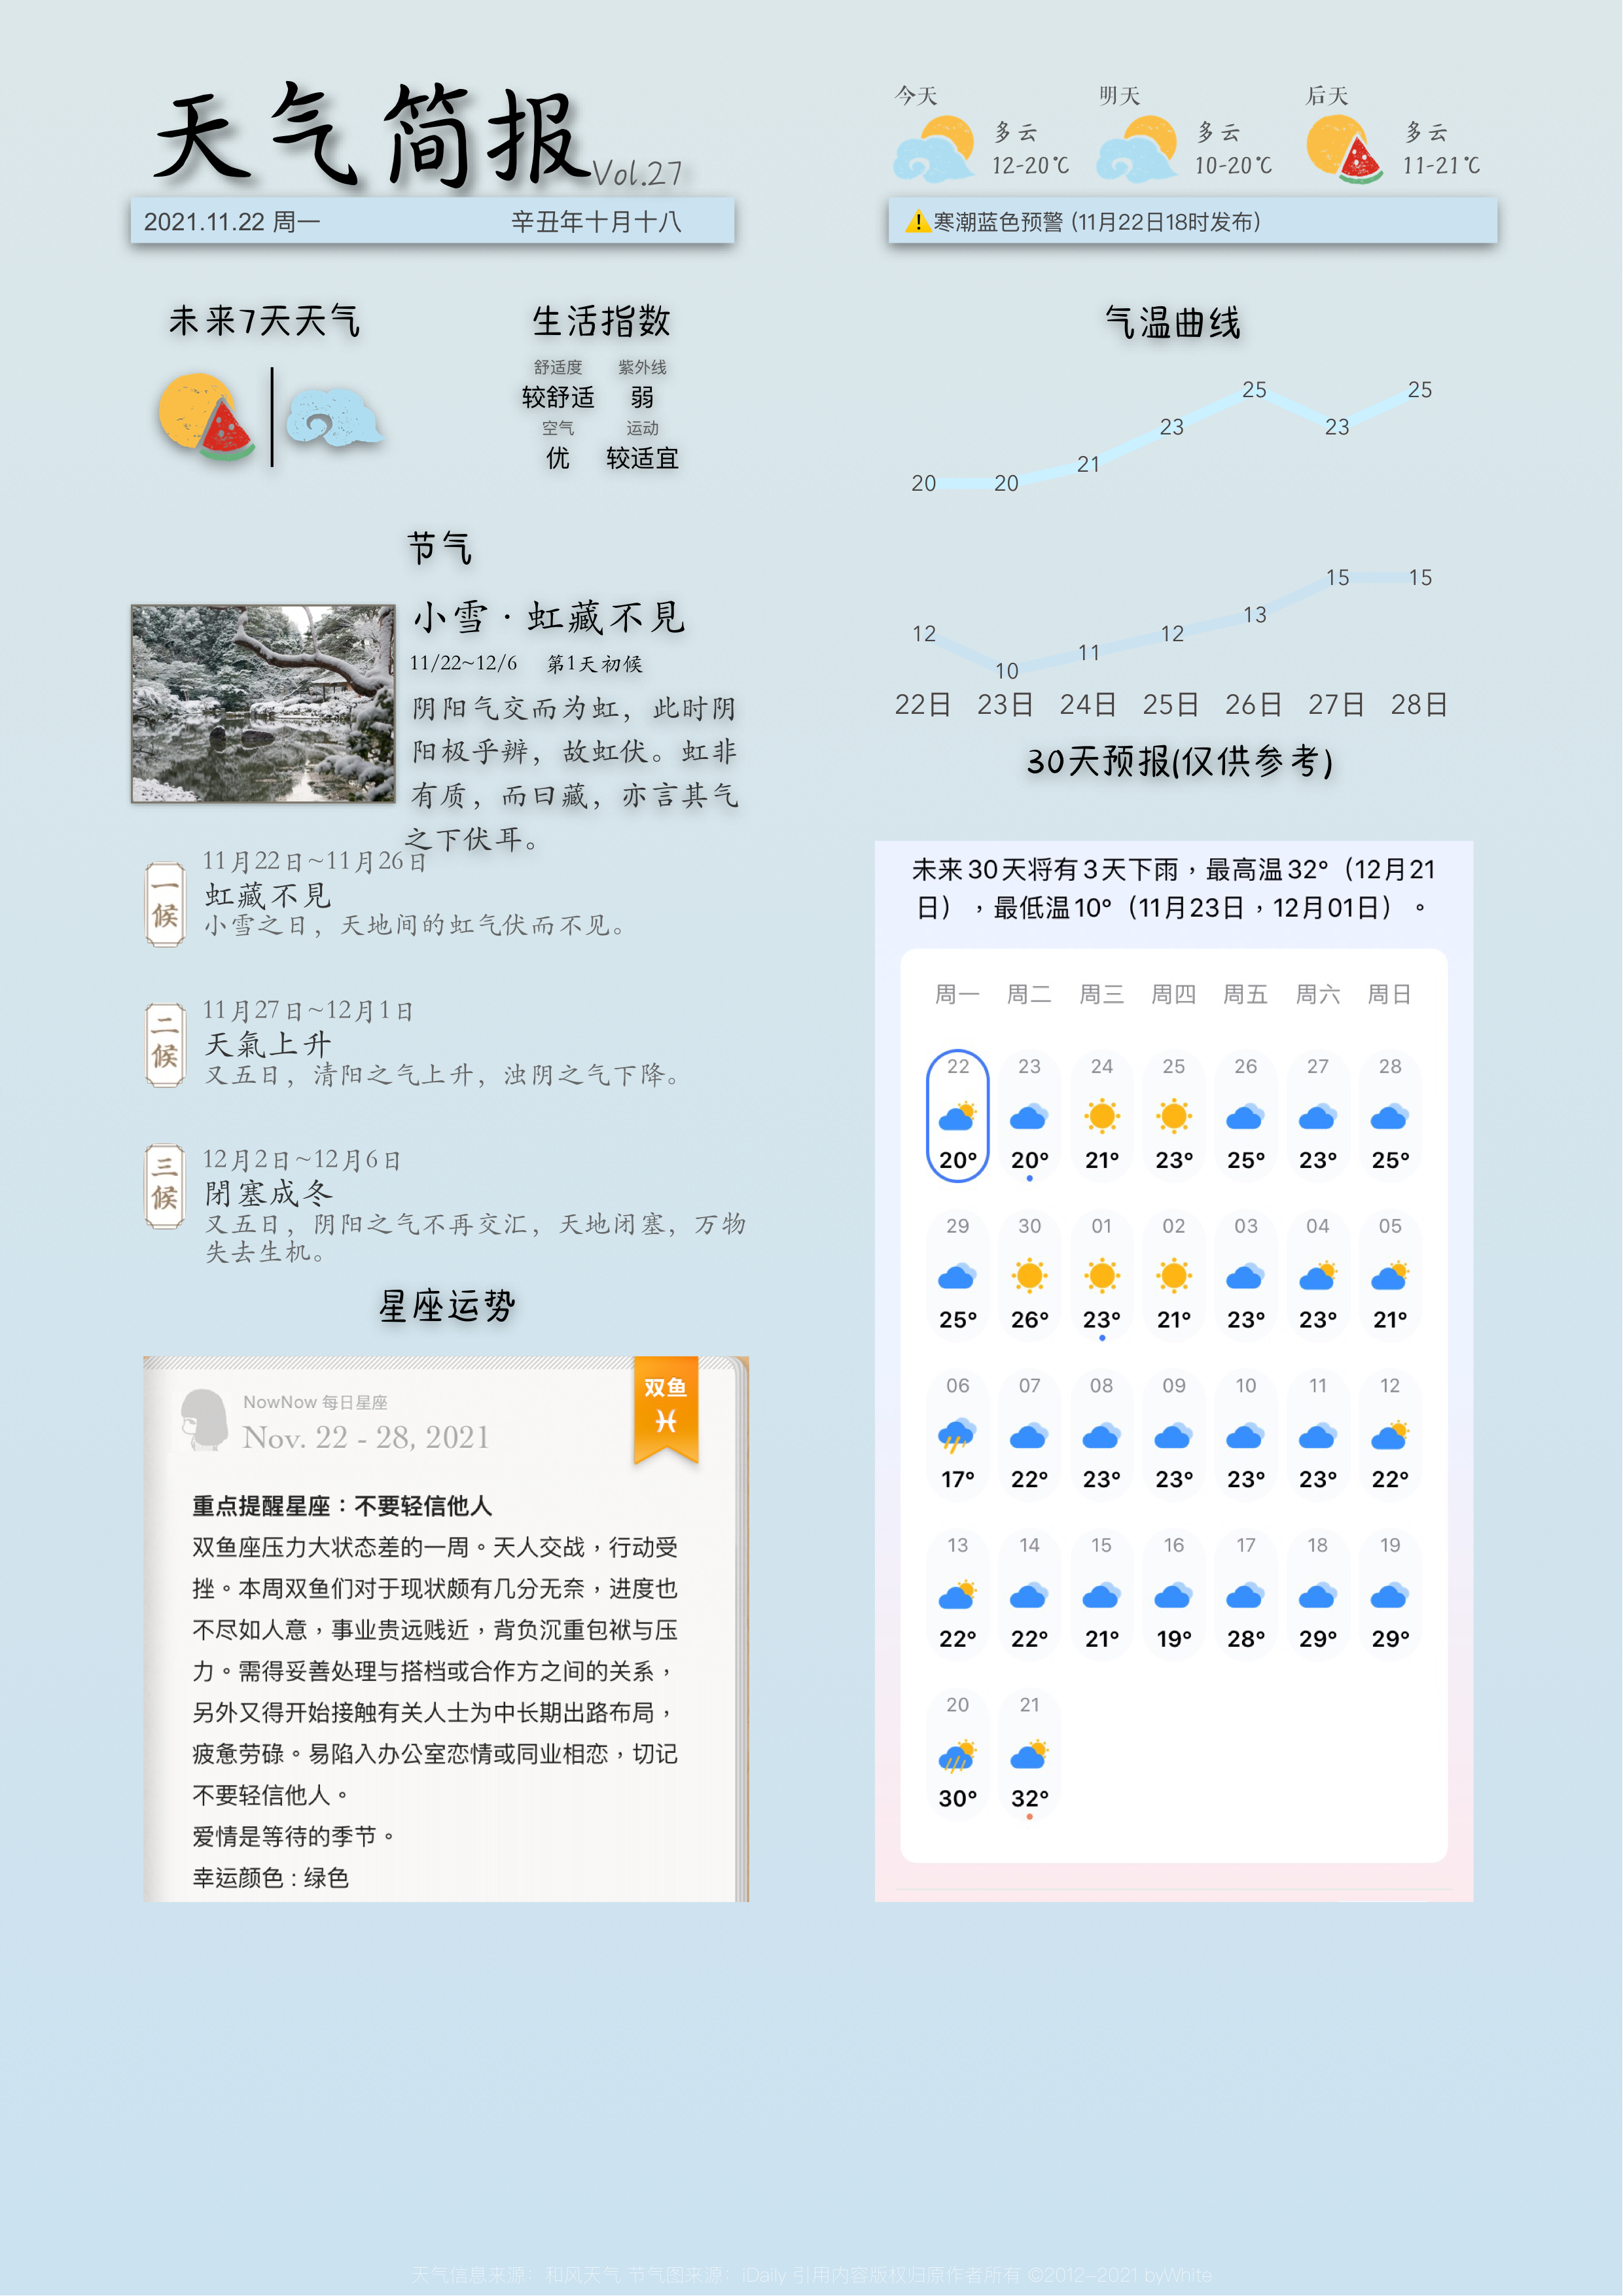 天气简报Vol.27
2021.11.22 周一 辛丑年十月十八
今天 明天 后天
多云 多云 多云
12-20℃ 10-20℃ 11-21℃
⚠️寒潮蓝色预警 (11月22日18时发布)
未来7天天气
生活指数
舒适度 紫外线
较舒适 弱
空气 运动
优 较适宜
节气
小雪·虹藏不見
11/22~12/6 第1天初候
阴阳气交而为虹，此时阴
阳极乎辨，故虹伏。虹非
有质，而曰藏，亦言其气
之下伏耳。
一候
11月22日~11月26日
虹藏不見
小雪之日，天地间的虹气伏而不见。
二候
11月27日~12月1日
天氣上升
又五日，清阳之气上升，浊阴之气下降。
三候
12月2日~12月6日
閉塞成冬
又五日，阴阳之气不再交汇，天地闭塞，万物
失去生机。
星座运势
NowNow 每日星座
Nov. 22 - 28, 2021
双鱼
♓
重点提醒星座：不要轻信他人
双鱼座压力大状态差的一周。天人交战，行动受
挫。本周双鱼们对于现状颇有几分无奈，进度也
不尽如人意，事业贵远贱近，背负沉重包袱与压
力。需得妥善处理与搭档或合作方之间的关系，
另外又得开始接触有关人士为中长期出路布局，
疲惫劳碌。易陷入办公室恋情或同业相恋，切记
不要轻信他人。
爱情是等待的季节。
幸运颜色 : 绿色
气温曲线
20 20 21 23 25 23 25
12 10 11 12 13 15 15
22日 23日 24日 25日 26日 27日 28日
30天预报(仅供参考)
未来30天将有3天下雨，最高温32°（12月21
日），最低温10°（11月23日，12月01日）。
周一 周二 周三 周四 周五 周六 周日
22 23 24 25 26 27 28
20° 20° 21° 23° 25° 23° 25°
29 30 01 02 03 04 05
25° 26° 23° 21° 23° 23° 21°
06 07 08 09 10 11 12
17° 22° 23° 23° 23° 23° 22°
13 14 15 16 17 18 19
22° 22° 21° 19° 28° 29° 29°
20 21
30° 32°
天气信息来源：和风天气 节气图来源：iDaily 引用内容版权归原作者所有 ©2012-2021 byWhite